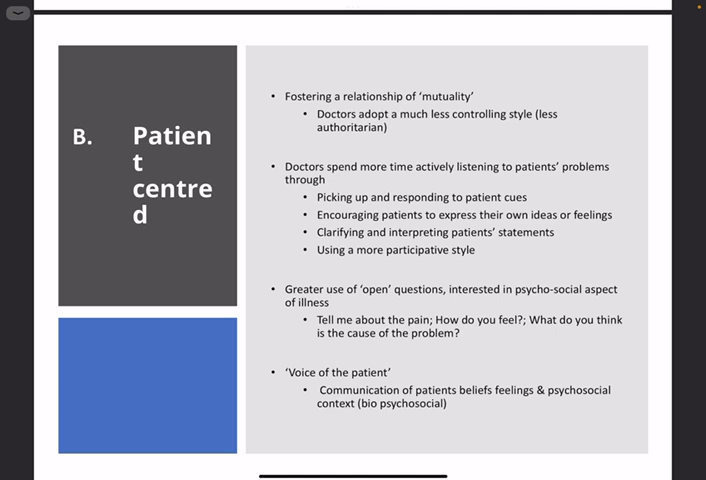 B. Patien
t
centre
d
• Fostering a relationship of ‘mutuality’
• Doctors adopt a much less controlling style (less
authoritarian)
• Doctors spend more time actively listening to patients’ problems
through
• Picking up and responding to patient cues
• Encouraging patients to express their own ideas or feelings
• Clarifying and interpreting patients’ statements
• Using a more participative style
• Greater use of ‘open’ questions, interested in psycho-social aspect
of illness
• Tell me about the pain; How do you feel?; What do you think
is the cause of the problem?
• ‘Voice of the patient’
• Communication of patients beliefs feelings & psychosocial
context (bio psychosocial)